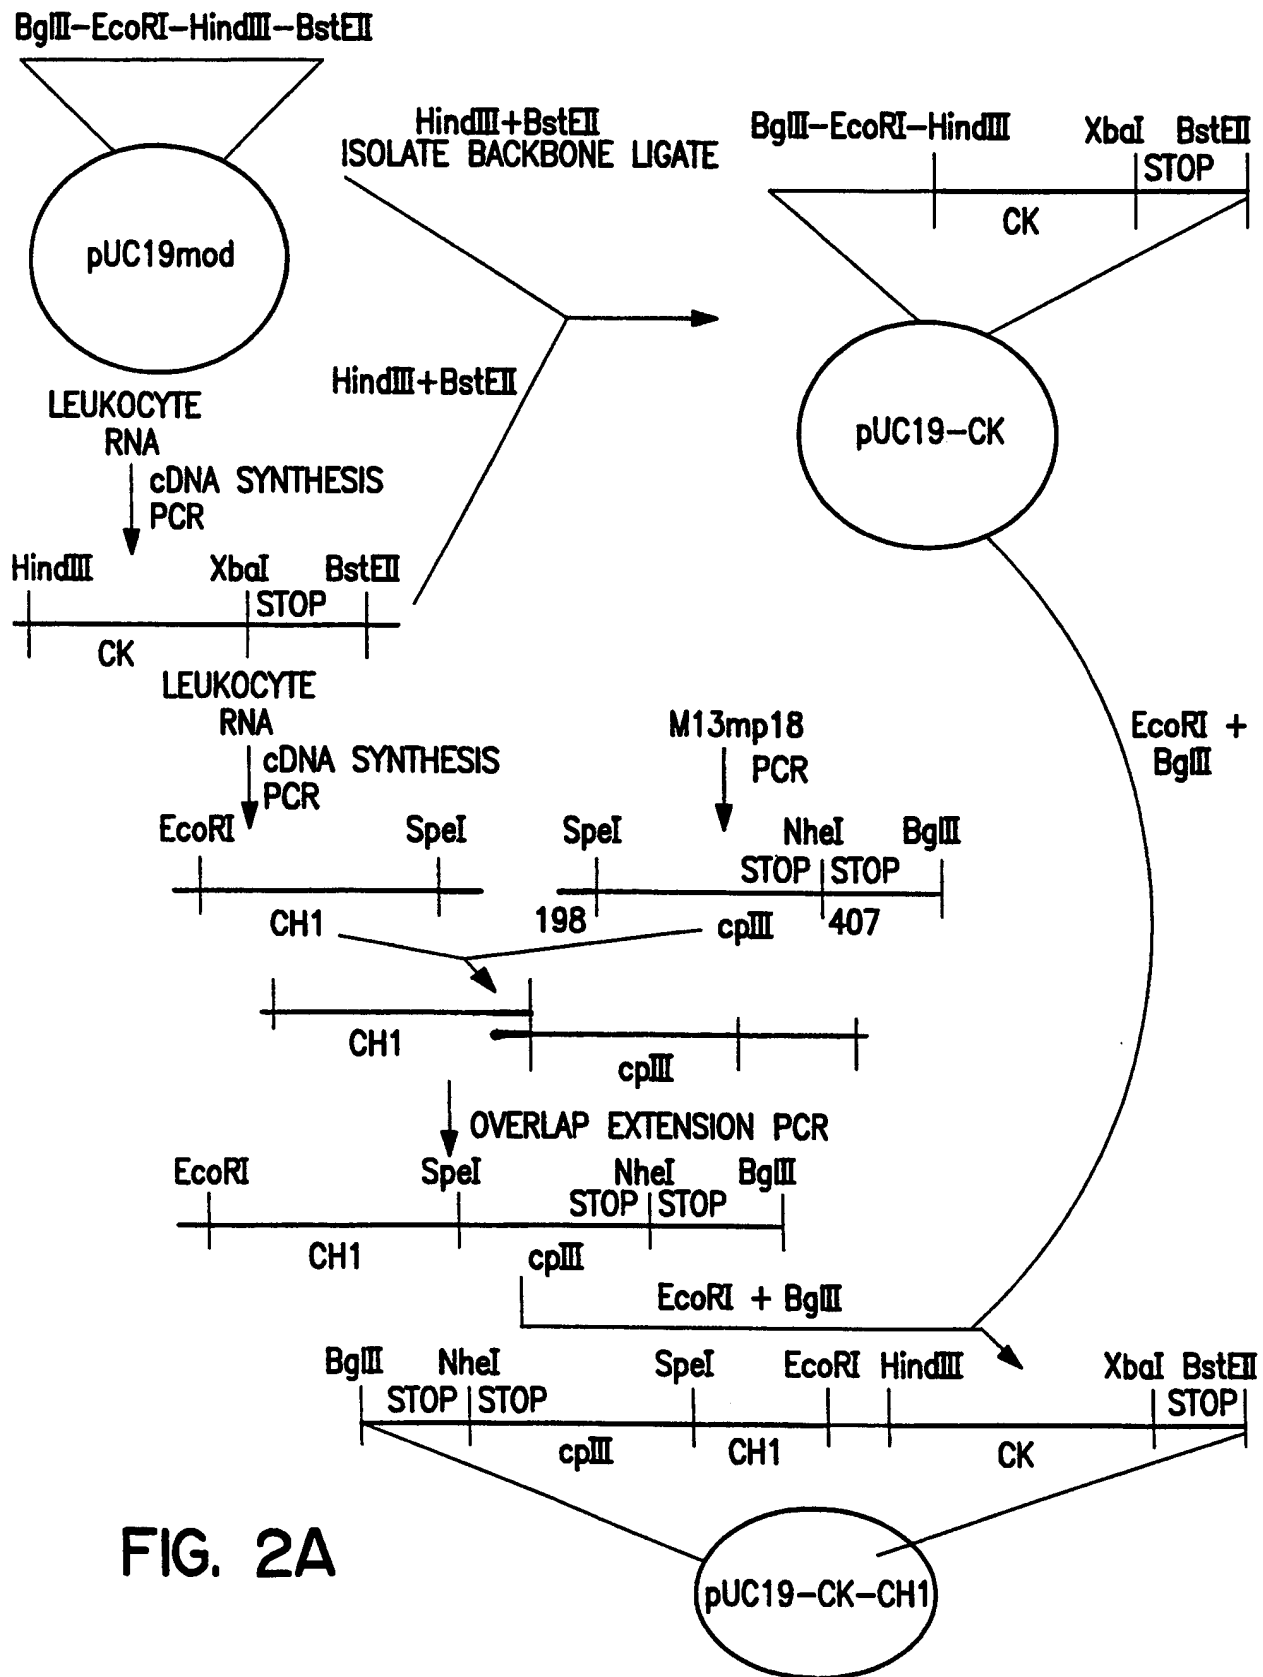 BglII-EcoRI-HindIII-BstEII
HindIII+BstEII
ISOLATE BACKBONE LIGATE
BglII-EcoRI-HindIII
XbaI
BstEII
STOP
CK
pUC19mod
pUC19-CK
HindIII+BstEII
LEUKOCYTE
RNA
cDNA SYNTHESIS
PCR
HindIII
XbaI
BstEII
STOP
CK
LEUKOCYTE
RNA
cDNA SYNTHESIS
PCR
M13mp18
PCR
EcoRI +
BglII
EcoRI
SpeI
SpeI
NheI
BglII
STOP
STOP
CH1
198
cpIII
407
CH1
cpIII
OVERLAP EXTENSION PCR
EcoRI
SpeI
NheI
BglII
STOP
STOP
CH1
cpIII
EcoRI + BglII
BglII
NheI
SpeI
EcoRI
HindIII
XbaI
BstEII
STOP
STOP
STOP
cpIII
CH1
CK
FIG. 2A
pUC19-CK-CH1